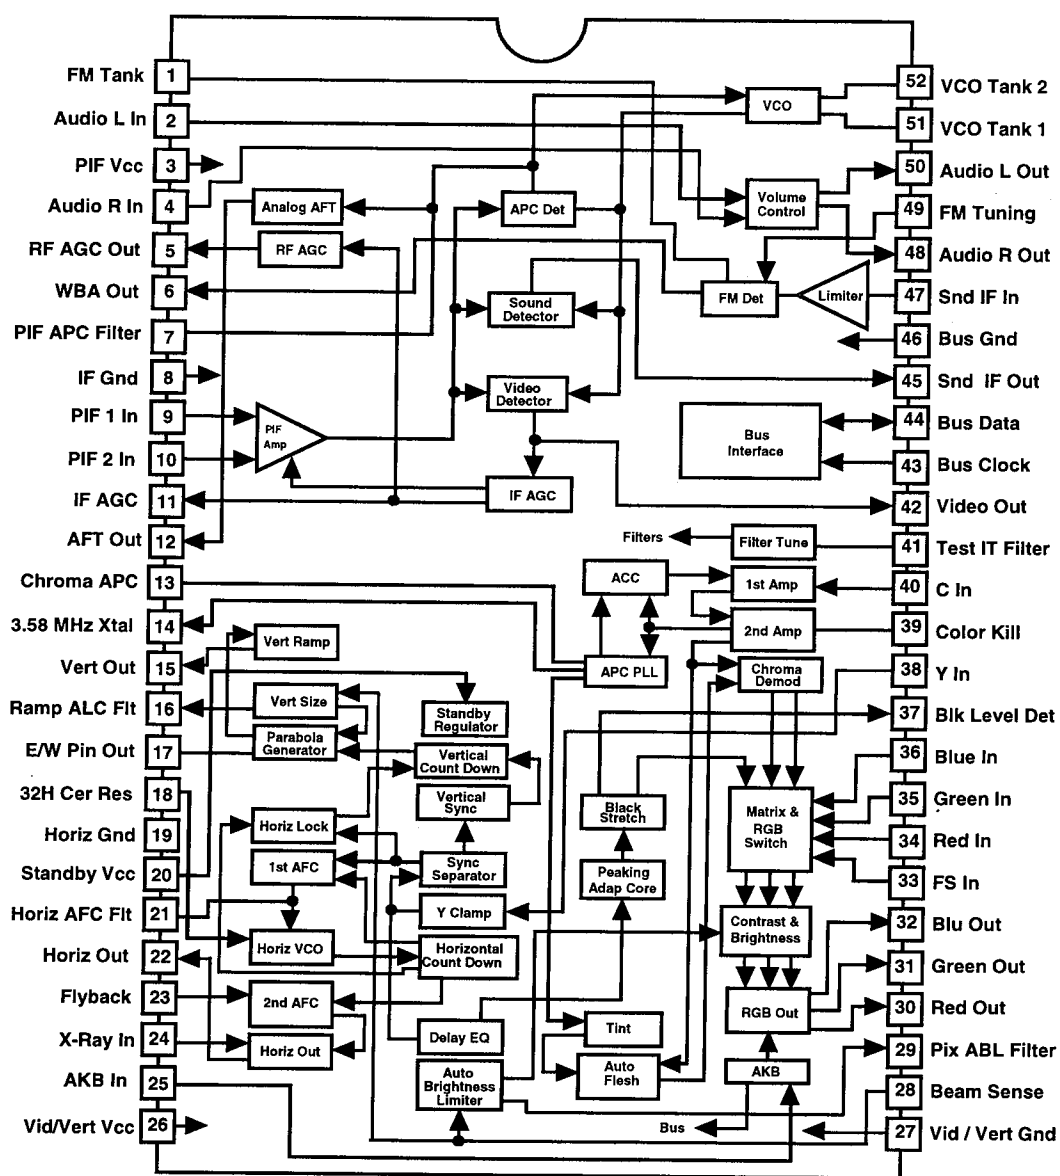 FM Tank 1
Audio L In 2
PIF Vcc 3
Audio R In 4
RF AGC Out 5
WBA Out 6
PIF APC Filter 7
IF Gnd 8
PIF 1 In 9
PIF 2 In 10
IF AGC 11
AFT Out 12
Chroma APC 13
3.58 MHz Xtal 14
Vert Out 15
Ramp ALC Flt 16
E/W Pin Out 17
32H Cer Res 18
Horiz Gnd 19
Standby Vcc 20
Horiz AFC Flt 21
Horiz Out 22
Flyback 23
X-Ray In 24
AKB In 25
Vid/Vert Vcc 26
52 VCO Tank 2
51 VCO Tank 1
50 Audio L Out
49 FM Tuning
48 Audio R Out
47 Snd IF In
46 Bus Gnd
45 Snd IF Out
44 Bus Data
43 Bus Clock
42 Video Out
41 Test IT Filter
40 C In
39 Color Kill
38 Y In
37 Blk Level Det
36 Blue In
35 Green In
34 Red In
33 FS In
32 Blu Out
31 Green Out
30 Red Out
29 Pix ABL Filter
28 Beam Sense
27 Vid / Vert Gnd
VCO
Analog AFT
APC Det
Volume
Control
RF AGC
Sound
Detector
FM Det
Limiter
Video
Detector
PIF
Amp
Bus
Interface
IF AGC
Filters
Filter Tune
ACC
1st Amp
2nd Amp
Vert Ramp
APC PLL
Chroma
Demod
Vert Size
Standby
Regulator
Parabola
Generator
Vertical
Count Down
Vertical
Sync
Black
Stretch
Matrix &
RGB
Switch
Horiz Lock
1st AFC
Sync
Separator
Peaking
Adap Core
Y Clamp
Contrast &
Brightness
Horiz VCO
Horizontal
Count Down
2nd AFC
RGB Out
Delay EQ
Tint
Horiz Out
Auto
Brightness
Limiter
Auto
Flesh
AKB
Bus